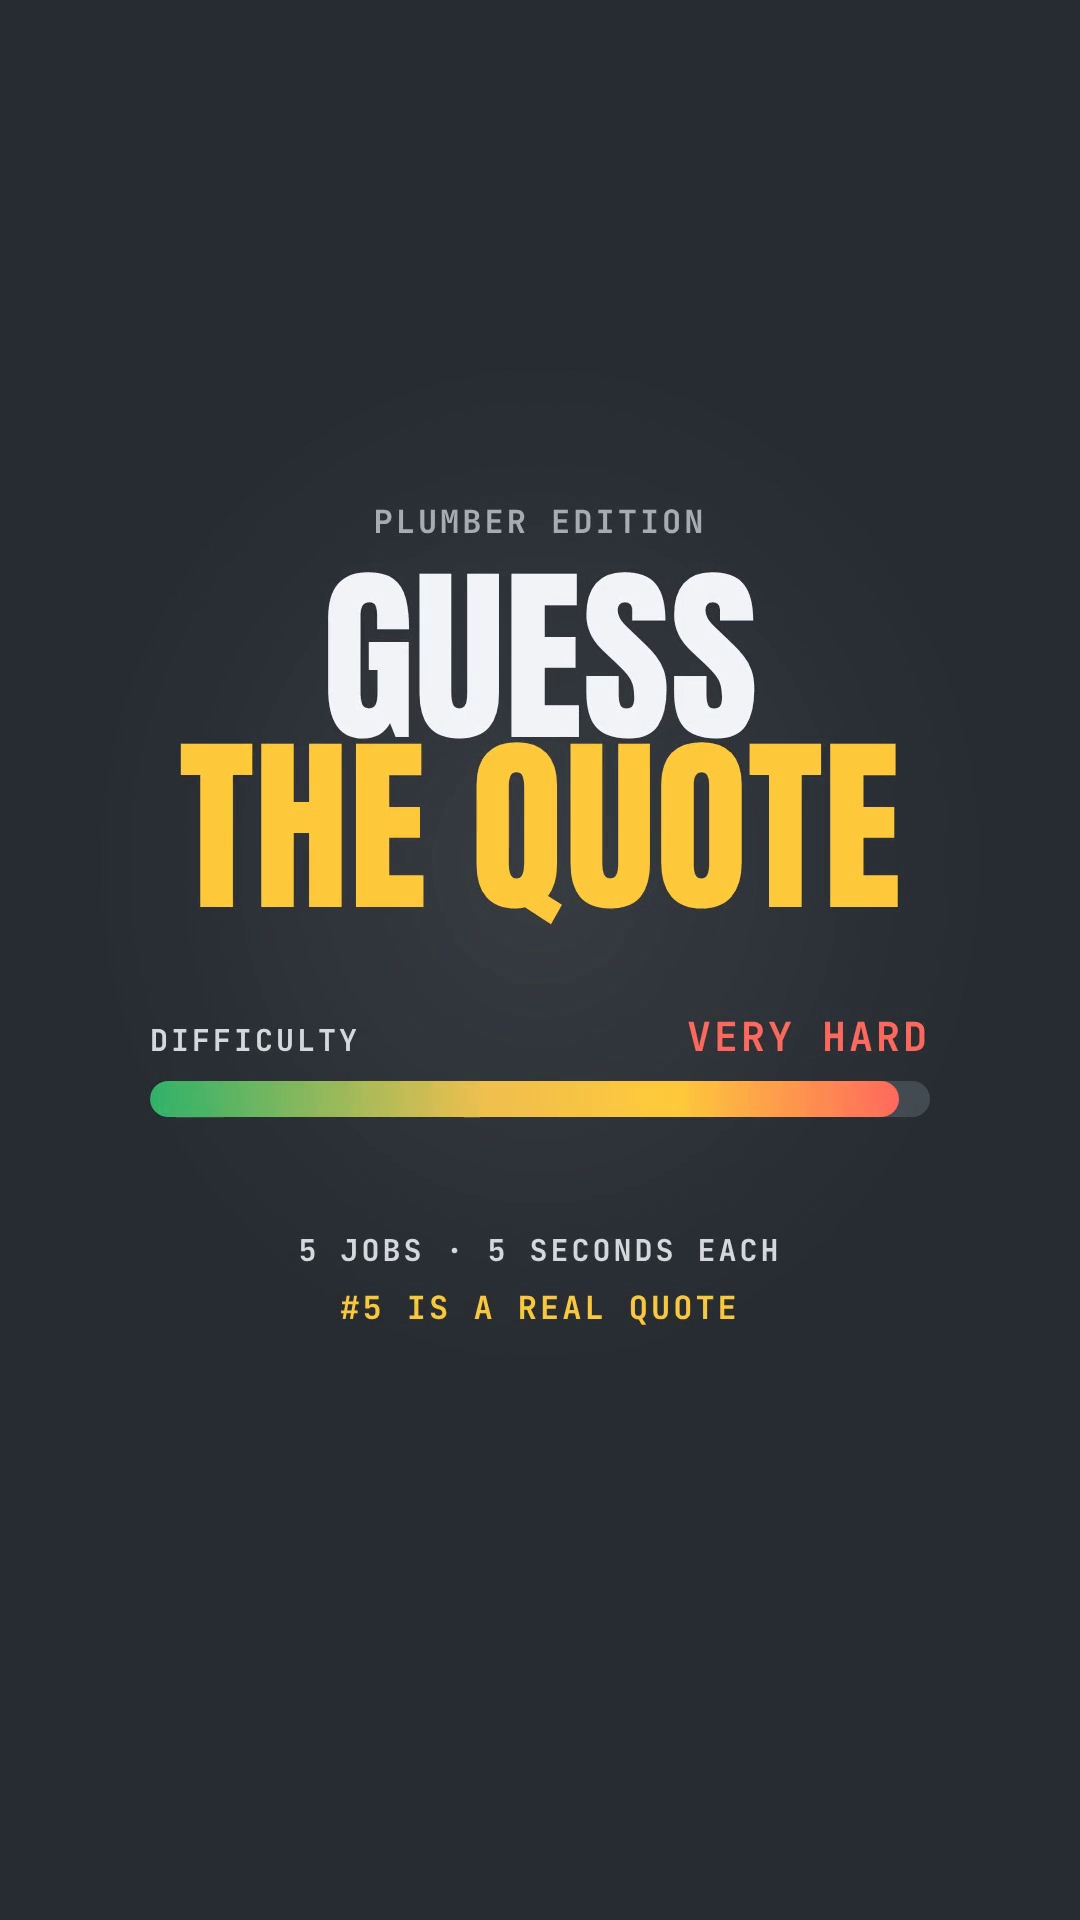 PLUMBER EDITION
GUESS
THE QUOTE
DIFFICULTY
VERY HARD
5 JOBS · 5 SECONDS EACH
#5 IS A REAL QUOTE